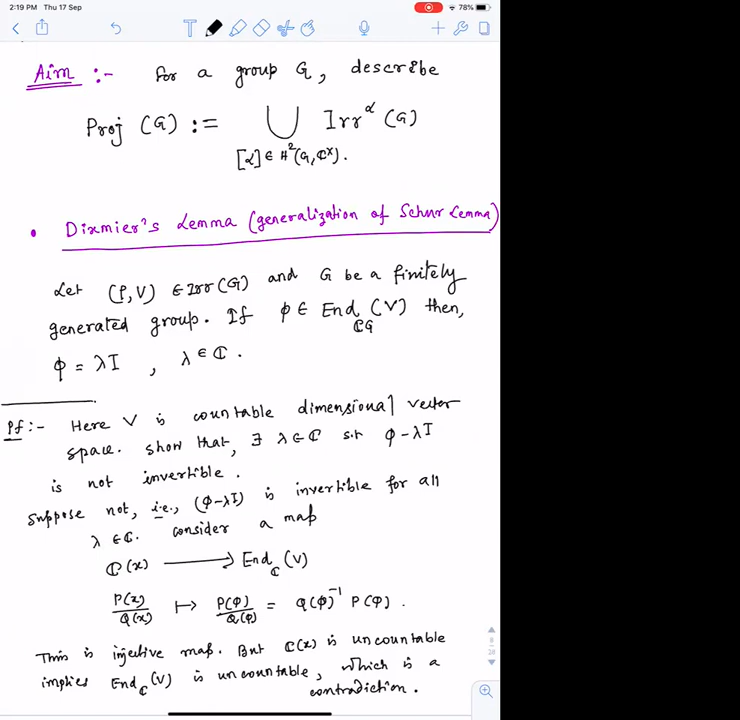 2:19 PM Thu 17 Sep
78%
Aim :- For a group G, describe
Proj (G) := ⋃ Irr^α (G)
[α] ∈ H²(G, ℂ^×).
• Dixmier's Lemma (generalization of Schur Lemma)
Let (ρ, V) ∈ Irr(G) and G be a finitely
generated group. If φ ∈ End_{ℂG} (V) then,
φ = λI , λ ∈ ℂ.
Pf :- Here V is countable dimensional vector
space. show that, ∃ λ ∈ ℂ s.t φ - λI
is not invertible.
Suppose not, i.e., (φ-λI) is invertible for all
λ ∈ ℂ. consider a map
ℂ(x) ⟶ End_ℂ (V)
P(x)/Q(x) ↦ P(φ)/Q(φ) = Q(φ)^{-1} P(φ) .
This is injective map. But ℂ(x) is uncountable
implies End_ℂ (V) is uncountable, which is a
contradiction.